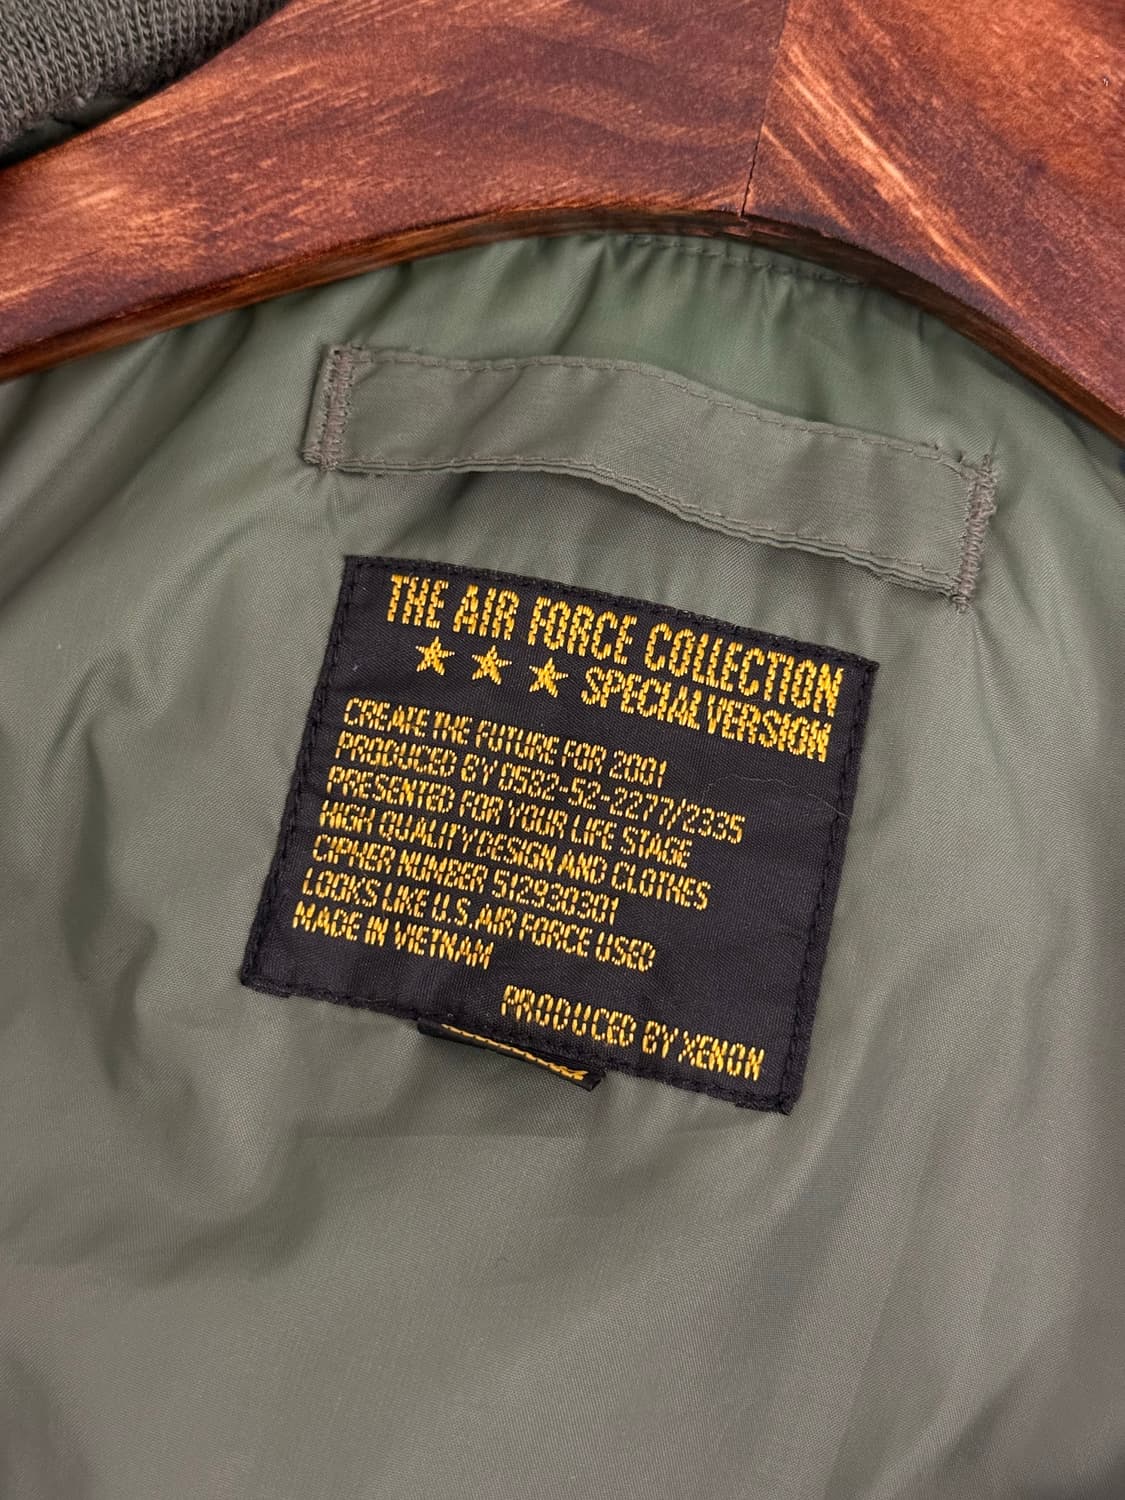 THE AIR FORCE COLLECTION
SPECIAL VERSION
CREATE THE FUTURE FOR 2001
PRODUCED BY 0582-52-2277/2335
PRESENTED FOR YOUR LIFE STAGE
HIGH QUALITY DESIGN AND CLOTHES
CIPHER NUMBER 512930301
LOOKS LIKE U.S. AIR FORCE USED
MADE IN VIETNAM
PRODUCED BY XENON